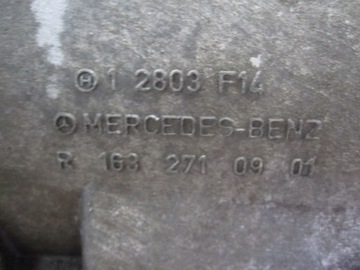 H 1 2803 F14
MERCEDES-BENZ
R 163 271 09 01